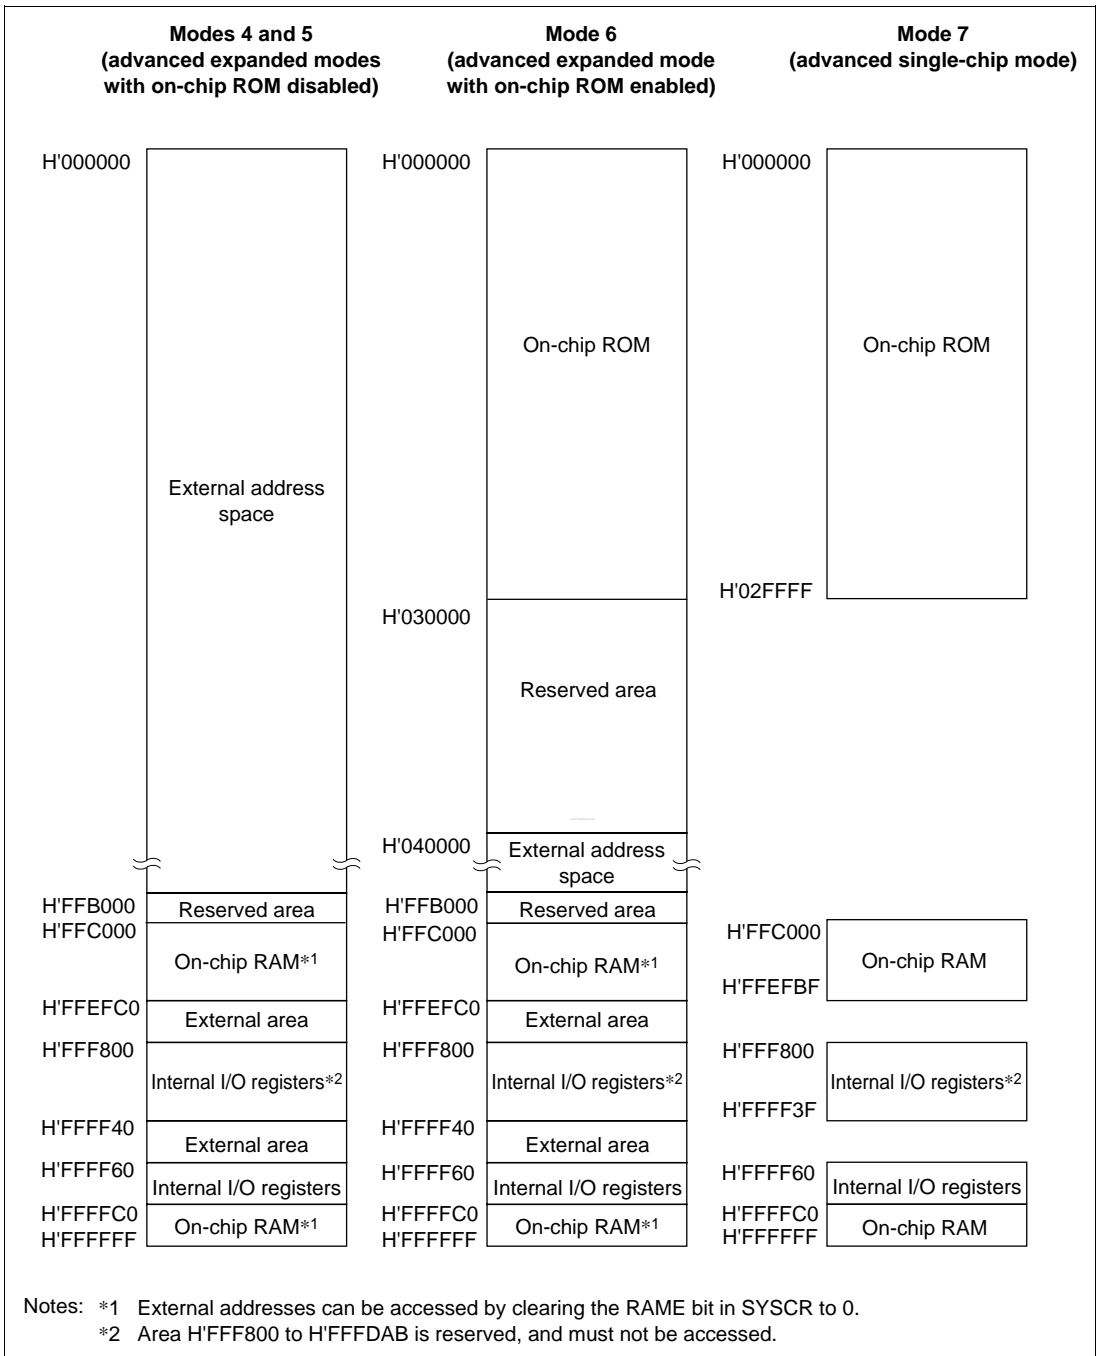 Modes 4 and 5
(advanced expanded modes
with on-chip ROM disabled)
Mode 6
(advanced expanded mode
with on-chip ROM enabled)
Mode 7
(advanced single-chip mode)
H'000000
External address
space
H'FFB000
Reserved area
H'FFC000
On-chip RAM*1
H'FFEFC0
External area
H'FFF800
Internal I/O registers*2
H'FFFF40
External area
H'FFFF60
Internal I/O registers
H'FFFFC0
On-chip RAM*1
H'FFFFFF
H'000000
On-chip ROM
H'030000
Reserved area
H'040000
External address
space
H'FFB000
Reserved area
H'FFC000
On-chip RAM*1
H'FFEFC0
External area
H'FFF800
Internal I/O registers*2
H'FFFF40
External area
H'FFFF60
Internal I/O registers
H'FFFFC0
On-chip RAM*1
H'FFFFFF
H'000000
On-chip ROM
H'02FFFF
H'FFC000
On-chip RAM
H'FFEFBF
H'FFF800
Internal I/O registers*2
H'FFFF3F
H'FFFF60
Internal I/O registers
H'FFFFC0
On-chip RAM
H'FFFFFF
Notes: *1 External addresses can be accessed by clearing the RAME bit in SYSCR to 0.
*2 Area H'FFF800 to H'FFFDAB is reserved, and must not be accessed.